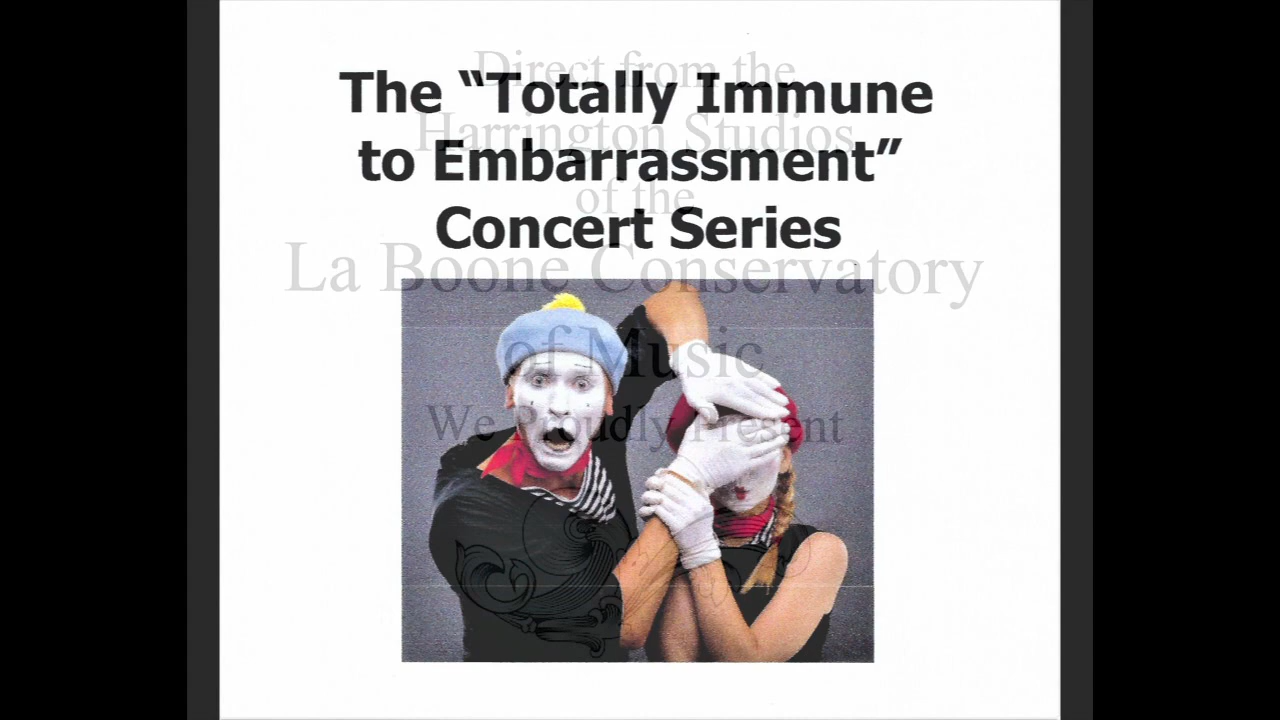 Direct from the
Harrington Studios
of the
La Boone Conservatory
of Music
We Proudly Present
The “Totally Immune
to Embarrassment”
Concert Series